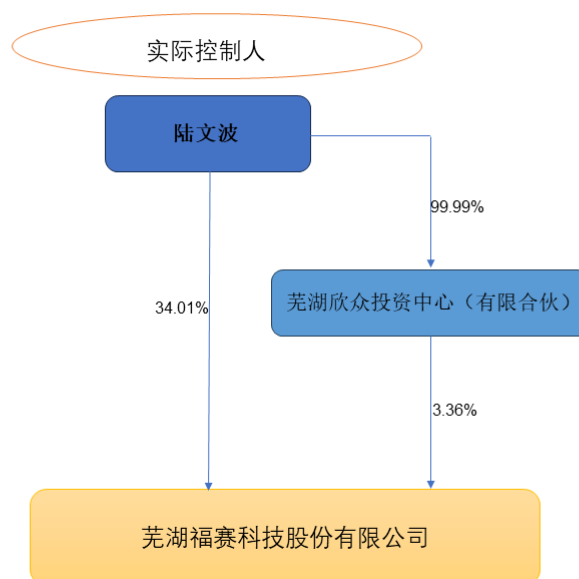 实际控制人
陆文波
99.99%
芜湖欣众投资中心（有限合伙）
34.01%
3.36%
芜湖福赛科技股份有限公司